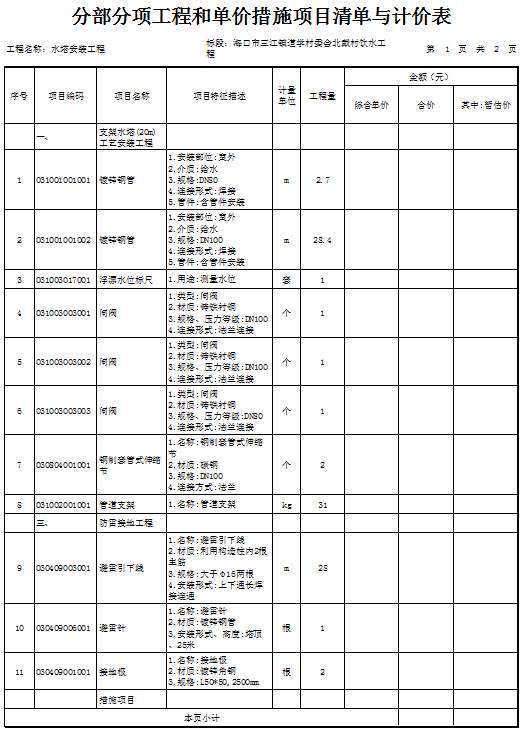 分部分项工程和单价措施项目清单与计价表
工程名称:水塔安装工程
标段:海口市三江镇道学村委会北戴村饮水工
程
第 1 页 共 2 页
序号 项目编码 项目名称 项目特征描述 计量单位 工程量 金额(元)
综合单价 合价 其中:暂估价
一、 支架水塔(20m)
工艺安装工程
1 031001001001 镀锌钢管 m 2.7
1.安装部位:室外
2.介质:给水
3.规格:DN80
4.连接形式:焊接
5.管件:含管件安装
2 031001001002 镀锌钢管 m 28.4
1.安装部位:室外
2.介质:给水
3.规格:DN100
4.连接形式:焊接
5.管件:含管件安装
3 031003017001 浮漂水位标尺 1.用途:测量水位 套 1
4 031003003001 闸阀 个 1
1.类型:闸阀
2.材质:铸铁衬铜
3.规格、压力等级:DN100
4.连接形式:法兰连接
5 031003003002 闸阀 个 1
1.类型:闸阀
2.材质:铸铁衬铜
3.规格、压力等级:DN100
4.连接形式:法兰连接
6 031003003003 闸阀 个 1
1.类型:闸阀
2.材质:铸铁衬铜
3.规格、压力等级:DN80
4.连接形式:法兰连接
7 030804001001 钢制套管式伸缩
节 个 2
1.名称:钢制套管式伸缩
节
2.材质:碳钢
3.规格:DN100
4.连接方式:法兰
8 031002001001 管道支架 1.名称:管道支架 kg 31
三、 防雷接地工程
9 030409003001 避雷引下线 m 28
1.名称:避雷引下线
2.材质:利用构造柱内2根
主筋
3.规格:大于Φ16两根
4.安装形式:上下通长焊
接连通
10 030409006001 避雷针 根 1
1.名称:避雷针
2.材质:镀锌钢管
3.安装形式、高度:塔顶
、25米
11 030409001001 接地极 根 2
1.名称:接地极
2.材质:镀锌角钢
3.规格:L50*50,2500mm
措施项目
本页小计